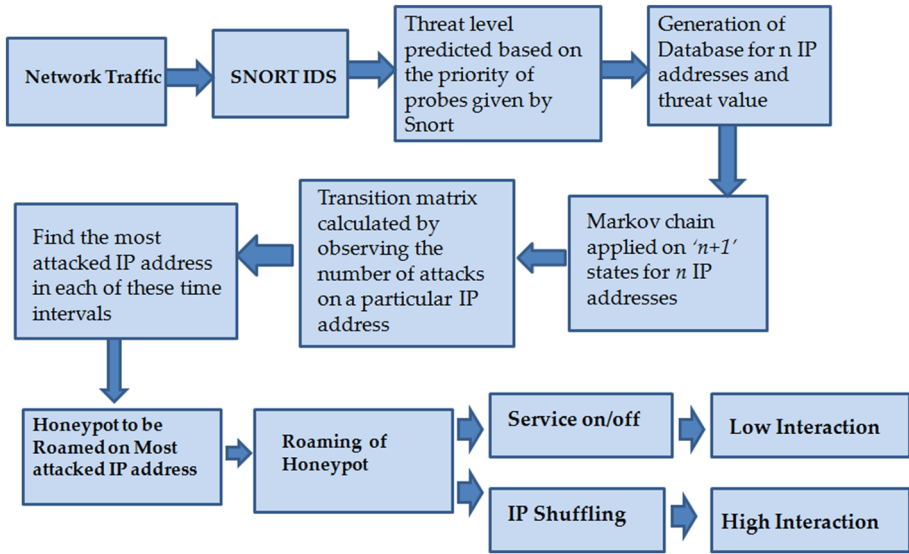 Network Traffic
SNORT IDS
Threat level
predicted based on
the priority of
probes given by
Snort
Generation of
Database for n IP
addresses and
threat value
Markov chain
applied on ‘n+1’
states for n IP
addresses
Transition matrix
calculated by
observing the
number of attacks
on a particular IP
address
Find the most
attacked IP address
in each of these time
intervals
Honeypot to be
Roamed on Most
attacked IP address
Roaming of
Honeypot
Service on/off
Low Interaction
IP Shuffling
High Interaction